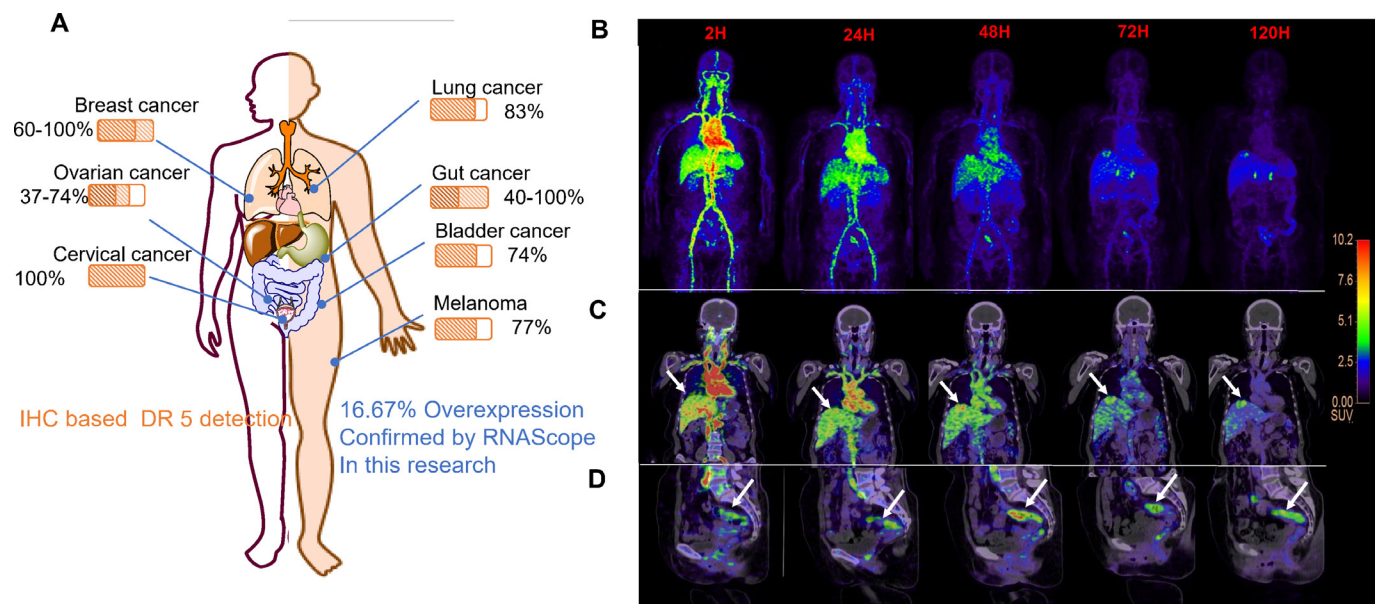 A
Breast cancer
60-100%
Ovarian cancer
37-74%
Cervical cancer
100%
Lung cancer
83%
Gut cancer
40-100%
Bladder cancer
74%
Melanoma
77%
IHC based DR 5 detection
16.67% Overexpression
Confirmed by RNAScope
In this research
B
2H
24H
48H
72H
120H
C
D
10.2
7.6
5.1
2.5
0.00
SUV